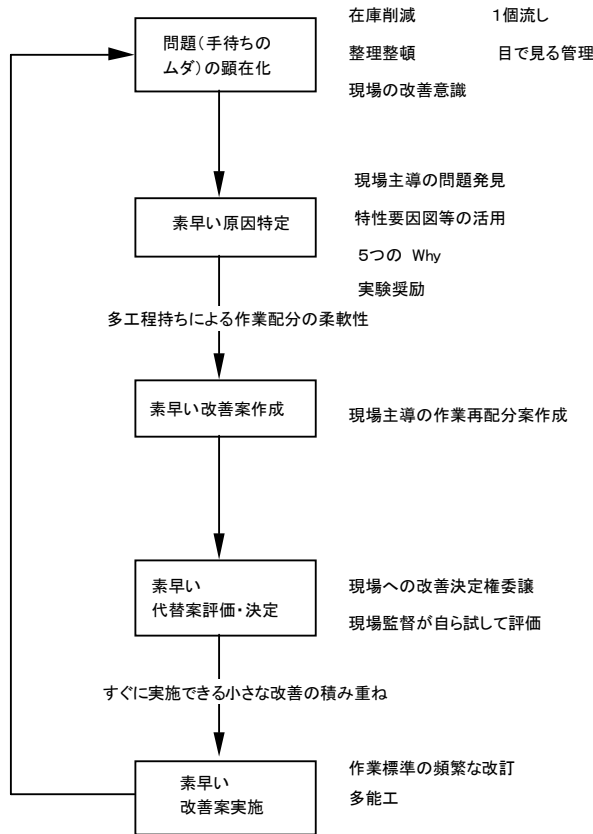 在庫削減　　　1個流し
問題（手待ちの
ムダ）の顕在化
整理整頓　　　目で見る管理
現場の改善意識
現場主導の問題発見
素早い原因特定
特性要因図等の活用
5つの Why
実験奨励
多工程持ちによる作業配分の柔軟性
素早い改善案作成
現場主導の作業再配分案作成
素早い
代替案評価・決定
現場への改善決定権委譲
現場監督が自ら試して評価
すぐに実施できる小さな改善の積み重ね
素早い
改善案実施
作業標準の頻繁な改訂
多能工